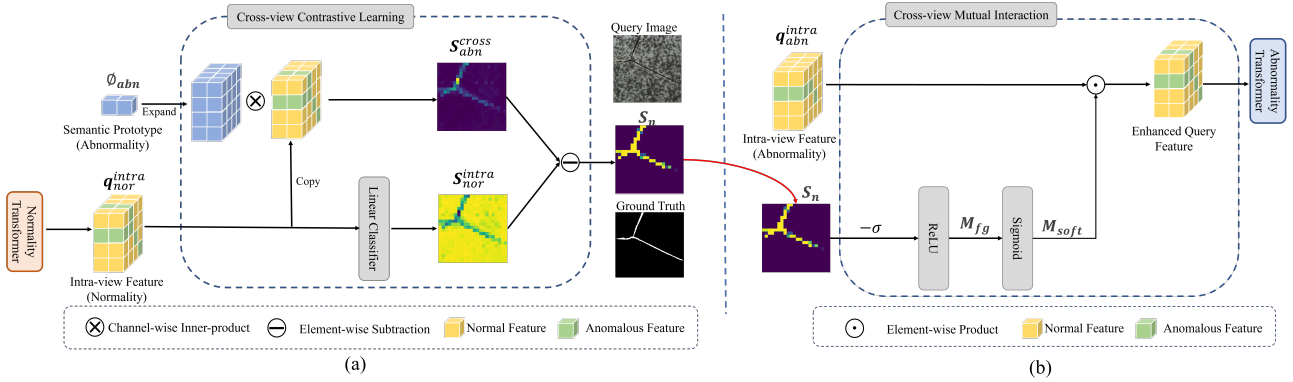 Cross-view Contrastive Learning
∅abn
Expand
Semantic Prototype
(Abnormality)
S^cross_abn
Query Image
S_n
q^intra_nor
Normality
Transformer
Copy
Linear Classifier
S^intra_nor
Ground Truth
Intra-view Feature
(Normality)
Channel-wise Inner-product
Element-wise Subtraction
Normal Feature
Anomalous Feature
(a)
Cross-view Mutual Interaction
q^intra_abn
Intra-view Feature
(Abnormality)
Enhanced Query
Feature
Abnormality
Transformer
S_n
−σ
ReLU
M_fg
Sigmoid
M_soft
Element-wise Product
Normal Feature
Anomalous Feature
(b)